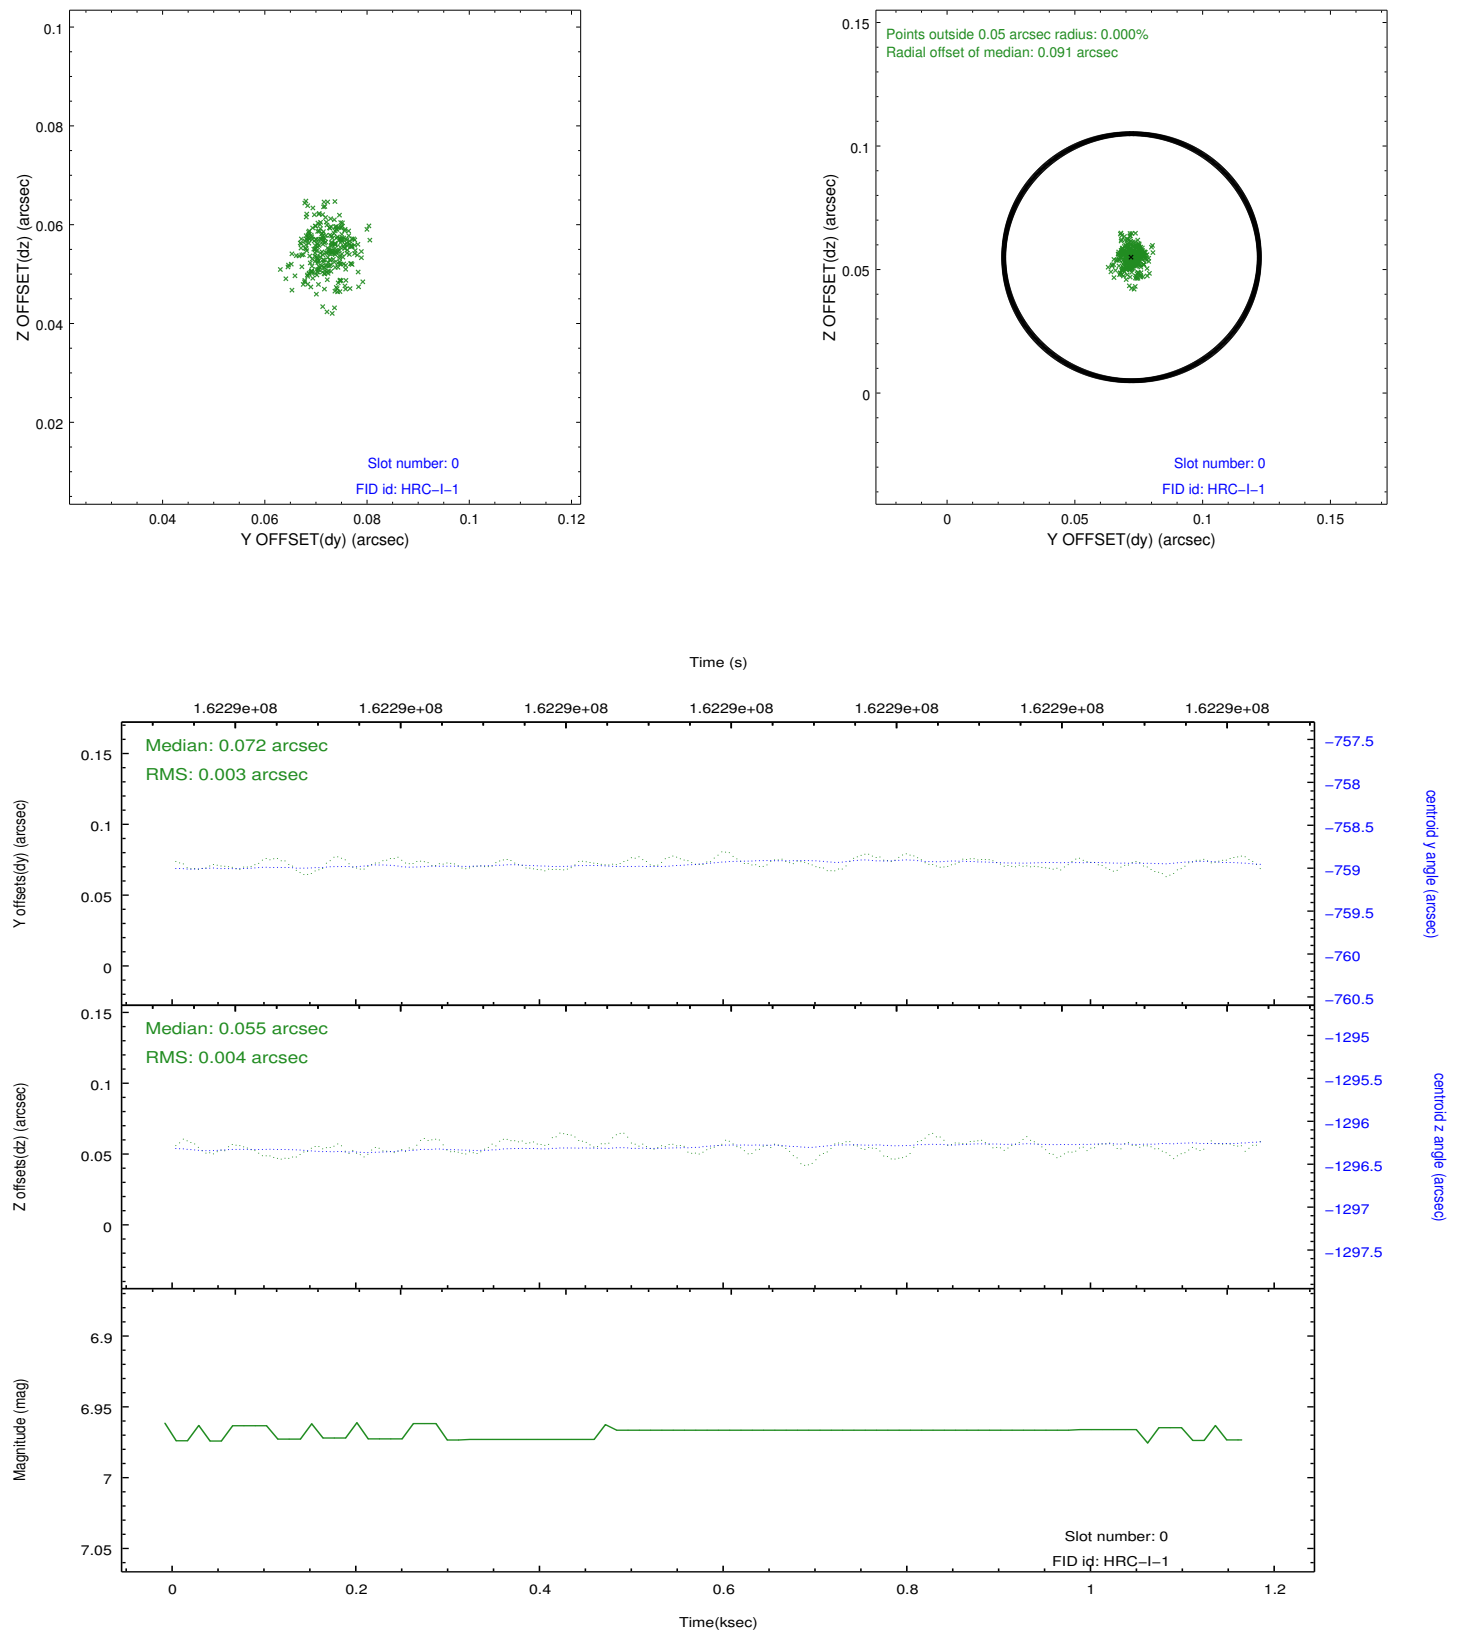 0.1
0.08
0.06
0.04
0.02
Z OFFSET(dz) (arcsec)
Slot number: 0
FID id: HRC−I−1
0.04 0.06 0.08 0.1 0.12
Y OFFSET(dy) (arcsec)
Points outside 0.05 arcsec radius: 0.000%
Radial offset of median: 0.091 arcsec
0.15
0.1
0.05
0
Z OFFSET(dz) (arcsec)
Slot number: 0
FID id: HRC−I−1
0 0.05 0.1 0.15
Y OFFSET(dy) (arcsec)
Time (s)
1.6229e+08 1.6229e+08 1.6229e+08 1.6229e+08 1.6229e+08 1.6229e+08 1.6229e+08
Median: 0.072 arcsec
RMS: 0.003 arcsec
0.15
0.1
0.05
0
Y offsets(dy) (arcsec)
−757.5
−758
−758.5
−759
−759.5
−760
−760.5
centroid y angle (arcsec)
Median: 0.055 arcsec
RMS: 0.004 arcsec
0.15
0.1
0.05
0
Z offsets(dz) (arcsec)
−1295
−1295.5
−1296
−1296.5
−1297
−1297.5
centroid z angle (arcsec)
6.9
6.95
7
7.05
Magnitude (mag)
Slot number: 0
FID id: HRC−I−1
0 0.2 0.4 0.6 0.8 1 1.2
Time(ksec)